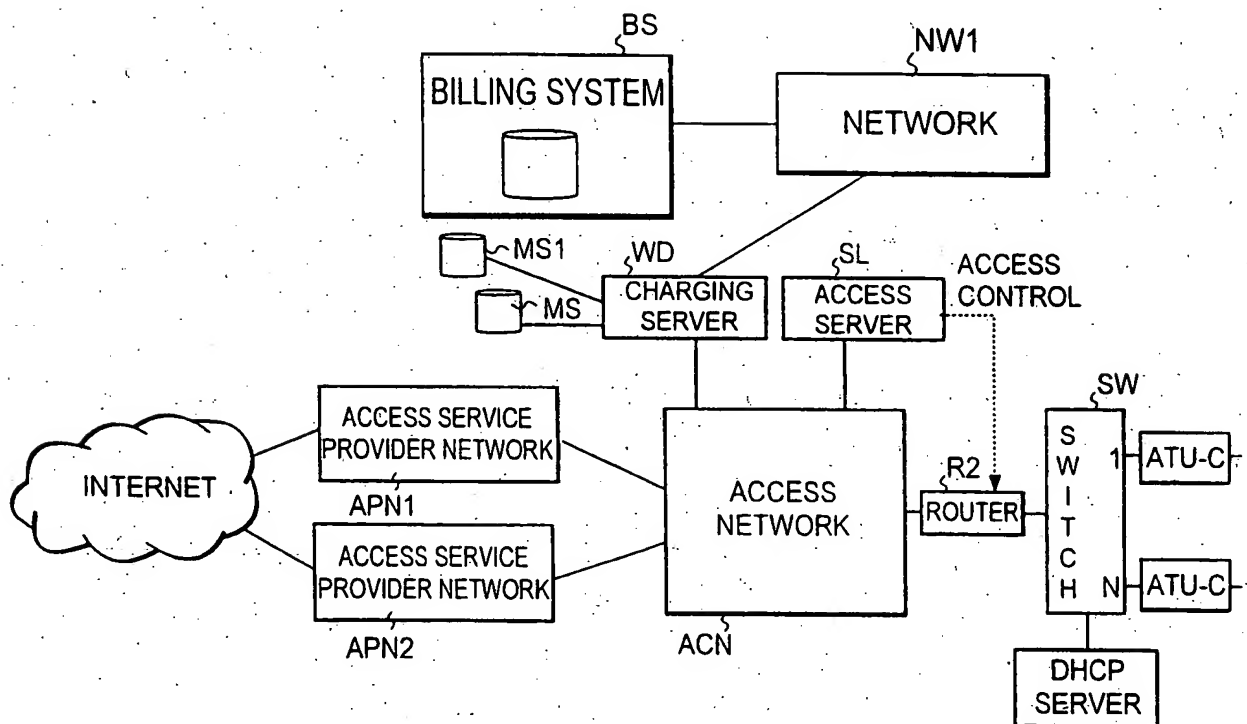 BS
NW1
BILLING SYSTEM
NETWORK
MS1
WD
SL
ACCESS
CONTROL
MS
CHARGING
SERVER
ACCESS
SERVER
SW
ACCESS SERVICE
PROVIDER NETWORK
APN1
INTERNET
ACCESS SERVICE
PROVIDER NETWORK
APN2
ACCESS
NETWORK
ACN
R2
ROUTER
SWITCH
1
ATU-C
N
ATU-C
DHCP
SERVER